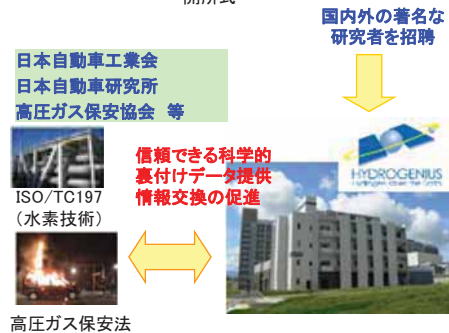 国内外の著名な
研究者を招聘
日本自動車工業会
日本自動車研究所
高圧ガス保安協会 等
信頼できる科学的
裏付けデータ提供
情報交換の促進
HYDROGENIUS
ISO/TC197
(水素技術)
高圧ガス保安法